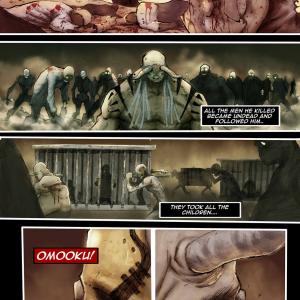 ALL THE MEN HE KILLED
BECAME UNDEAD AND
FOLLOWED HIM..
THEY TOOK ALL
THE CHILDREN....
OMOOKU!